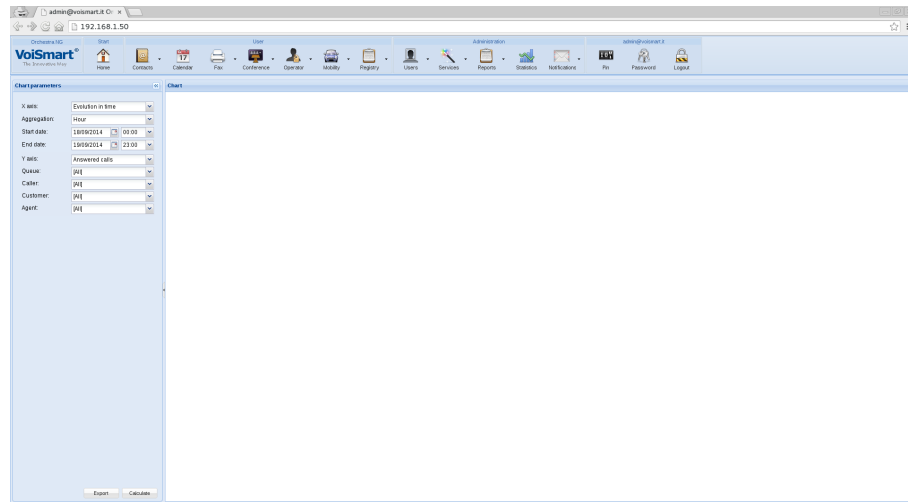 admin@voismart.it O
192.168.1.50
Orchestra NG
Start
User
Administration
admin@voismart.it
VoiSmart®
The Innovative Way
Home
Contacts
17
Calendar
Fax
Conference
Operator
Mobility
Registry
Users
Services
Reports
Statistics
Notifications
Pin
Password
Logout
Chart parameters
Chart
X axis: Evolution in time
Aggregation: Hour
Start date: 18/09/2014 00:00
End date: 19/09/2014 23:00
Y axis: Answered calls
Queue: [All]
Caller: [All]
Customer: [All]
Agent: [All]
Export
Calculate